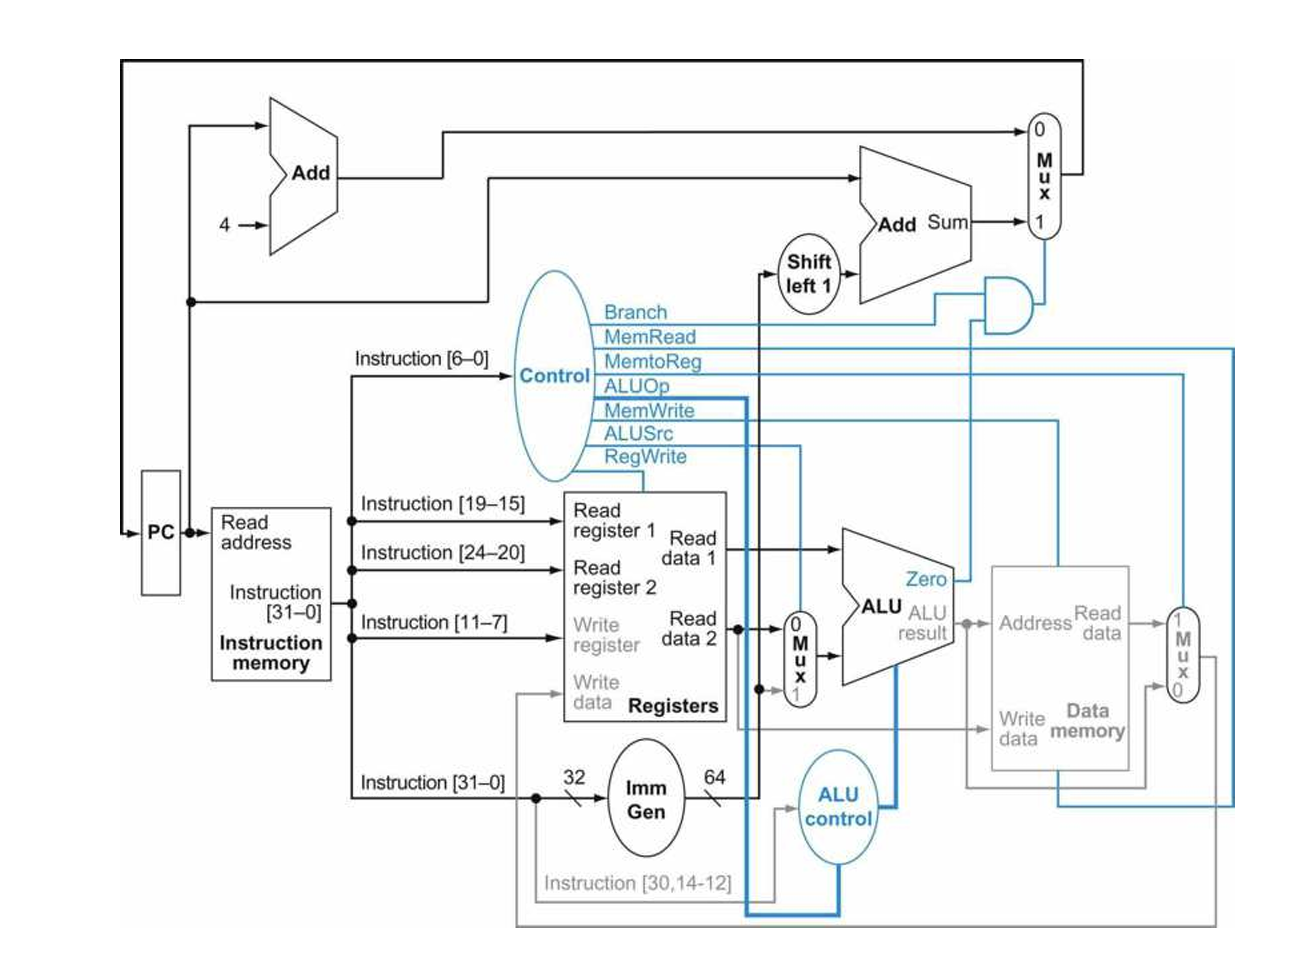 0
Mux
1
Add
4
Add Sum
Shift
left 1
Branch
MemRead
MemtoReg
ALUOp
MemWrite
ALUSrc
RegWrite
Control
Instruction [6–0]
PC
Read
address
Instruction
[31–0]
Instruction
memory
Instruction [19–15]
Instruction [24–20]
Instruction [11–7]
Instruction [31–0]
Read
register 1
Read
register 2
Write
register
Write
data
Read
data 1
Read
data 2
Registers
0
Mux
1
Zero
ALU
ALU
result
Address
Read
data
Write
data
Data
memory
1
Mux
0
32
Imm
Gen
64
ALU
control
Instruction [30,14-12]